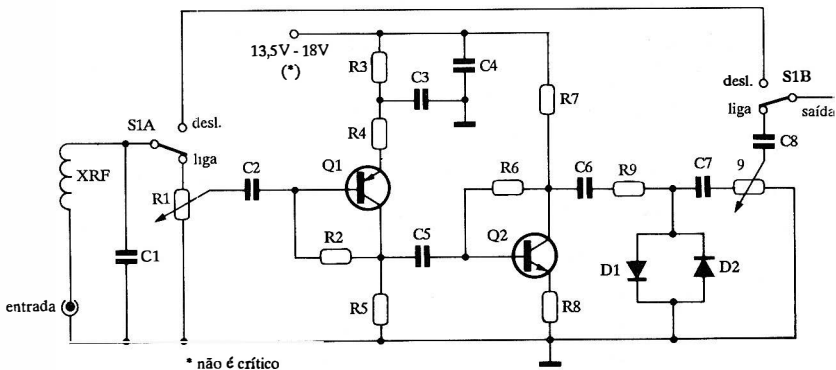 13,5V - 18V
(*)
R3
C3
C4
R7
desl.
S1B
liga
saída
C8
S1A
desl.
liga
XRF
R4
R1
C2
Q1
R6
C6
R9
C7
9
C1
R2
C5
Q2
D1
D2
entrada
R5
R8
* não é crítico